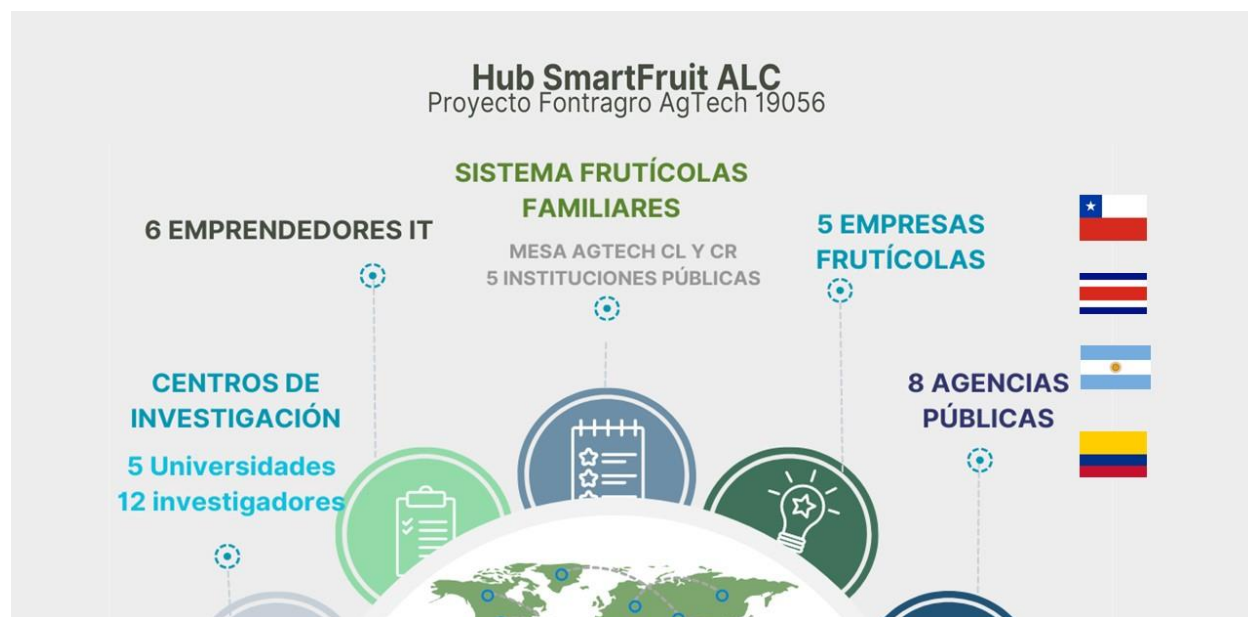 Hub SmartFruit ALC
Proyecto Fontragro AgTech 19056
SISTEMA FRUTÍCOLAS
FAMILIARES
MESA AGTECH CL Y CR
5 INSTITUCIONES PÚBLICAS
6 EMPRENDEDORES IT
5 EMPRESAS
FRUTÍCOLAS
CENTROS DE
INVESTIGACIÓN
5 Universidades
12 investigadores
8 AGENCIAS
PÚBLICAS